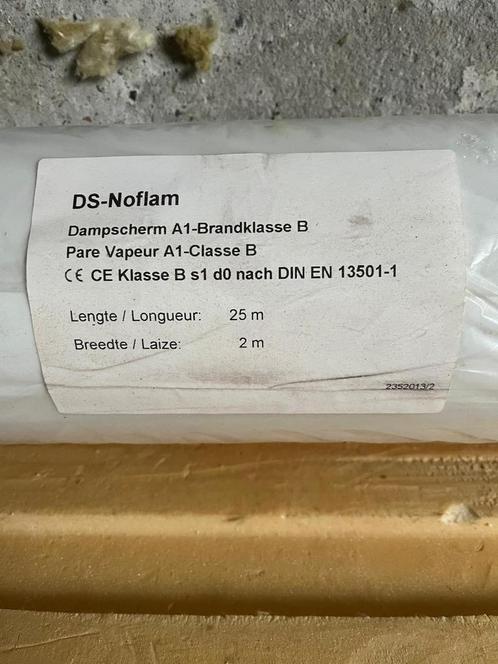 DS-Noflam
Dampscherm A1-Brandklasse B
Pare Vapeur A1-Classe B
CE CE Klasse B s1 d0 nach DIN EN 13501-1
Lengte / Longueur: 25 m
Breedte / Laize: 2 m
2352013/2